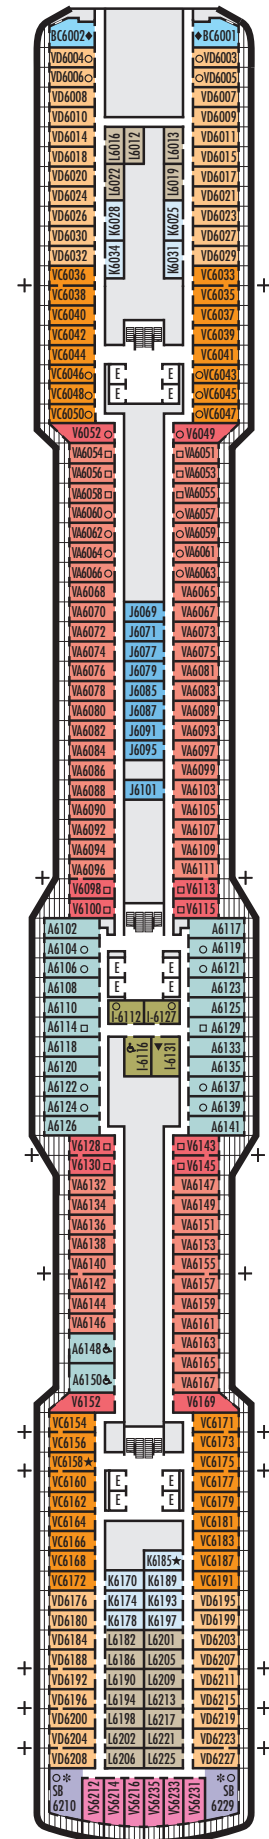 BC6002♦ ♦BC6001
VD6004○ ○VD6003
VD6006○ ○VD6005
VD6008 VD6007
VD6010 VD6009
VD6014 L6016 L6012 L6013 VD6011
VD6018 VD6015
VD6020 L6022 L6019 VD6017
VD6024 VD6021
VD6026 K6028 K6025 VD6023
VD6030 VD6027
VD6032 K6034 K6031 VD6029
VC6036 VC6033
VC6038 VC6035
VC6040 VC6037
VC6042 VC6039
VC6044 VC6041
VC6046○ E E ○VC6043
VC6048○ E E ○VC6045
VC6050○ ○VC6047
V6052○ ○V6049
VA6054□ □VA6051
VA6056□ □VA6053
VA6058□ □VA6055
VA6060○ ○VA6057
VA6062○ ○VA6059
VA6064○ ○VA6061
VA6066○ ○VA6063
VA6068 VA6065
VA6070 J6069 VA6067
VA6072 J6071 VA6073
VA6074 J6077 VA6075
VA6076 J6079 VA6081
VA6078 J6085 VA6083
VA6080 J6087 VA6089
VA6082 J6091 VA6093
VA6084 J6095 VA6097
VA6086 VA6099
VA6088 J6101 VA6103
VA6090 VA6105
VA6092 VA6107
VA6094 VA6109
VA6096 VA6111
V6098□ □V6113
V6100□ □V6115
A6102 A6117
A6104○ ○A6119
A6106○ E E ○A6121
A6108 E E A6123
A6110 I-6112 I-6127 A6125
A6114□ □A6129
A6118 I-6116 I-6131 A6133
A6120 A6135
A6122○ ○A6137
A6124○ ○A6139
A6126 A6141
V6128□ □V6143
V6130□ □V6145
VA6132 VA6147
VA6134 VA6149
VA6136 VA6151
VA6138 VA6153
VA6140 VA6155
VA6142 VA6157
VA6144 VA6159
VA6146 VA6161
A6148♿ VA6163
VA6165
A6150♿ VA6167
V6152 V6169
VC6154 VC6171
VC6156 VC6173
VC6158★ VC6175
VC6160 E E VC6177
VC6162 E E VC6179
VC6164 VC6181
VC6166 VC6183
VC6168 K6185★ VC6187
VC6172 K6170 K6189 VC6191
VD6176 K6174 K6193 VD6195
VD6180 K6178 K6197 VD6199
VD6184 L6182 L6201 VD6203
VD6188 L6186 L6205 VD6207
VD6192 L6190 L6209 VD6211
VD6196 L6194 L6213 VD6215
VD6200 L6198 L6217 VD6219
VD6204 L6202 L6221 VD6223
VD6208 L6206 L6225 VD6227
SB 6210 VS6212 VS6214 VS6216 VS6235 VS6233 VS6231 SB 6229